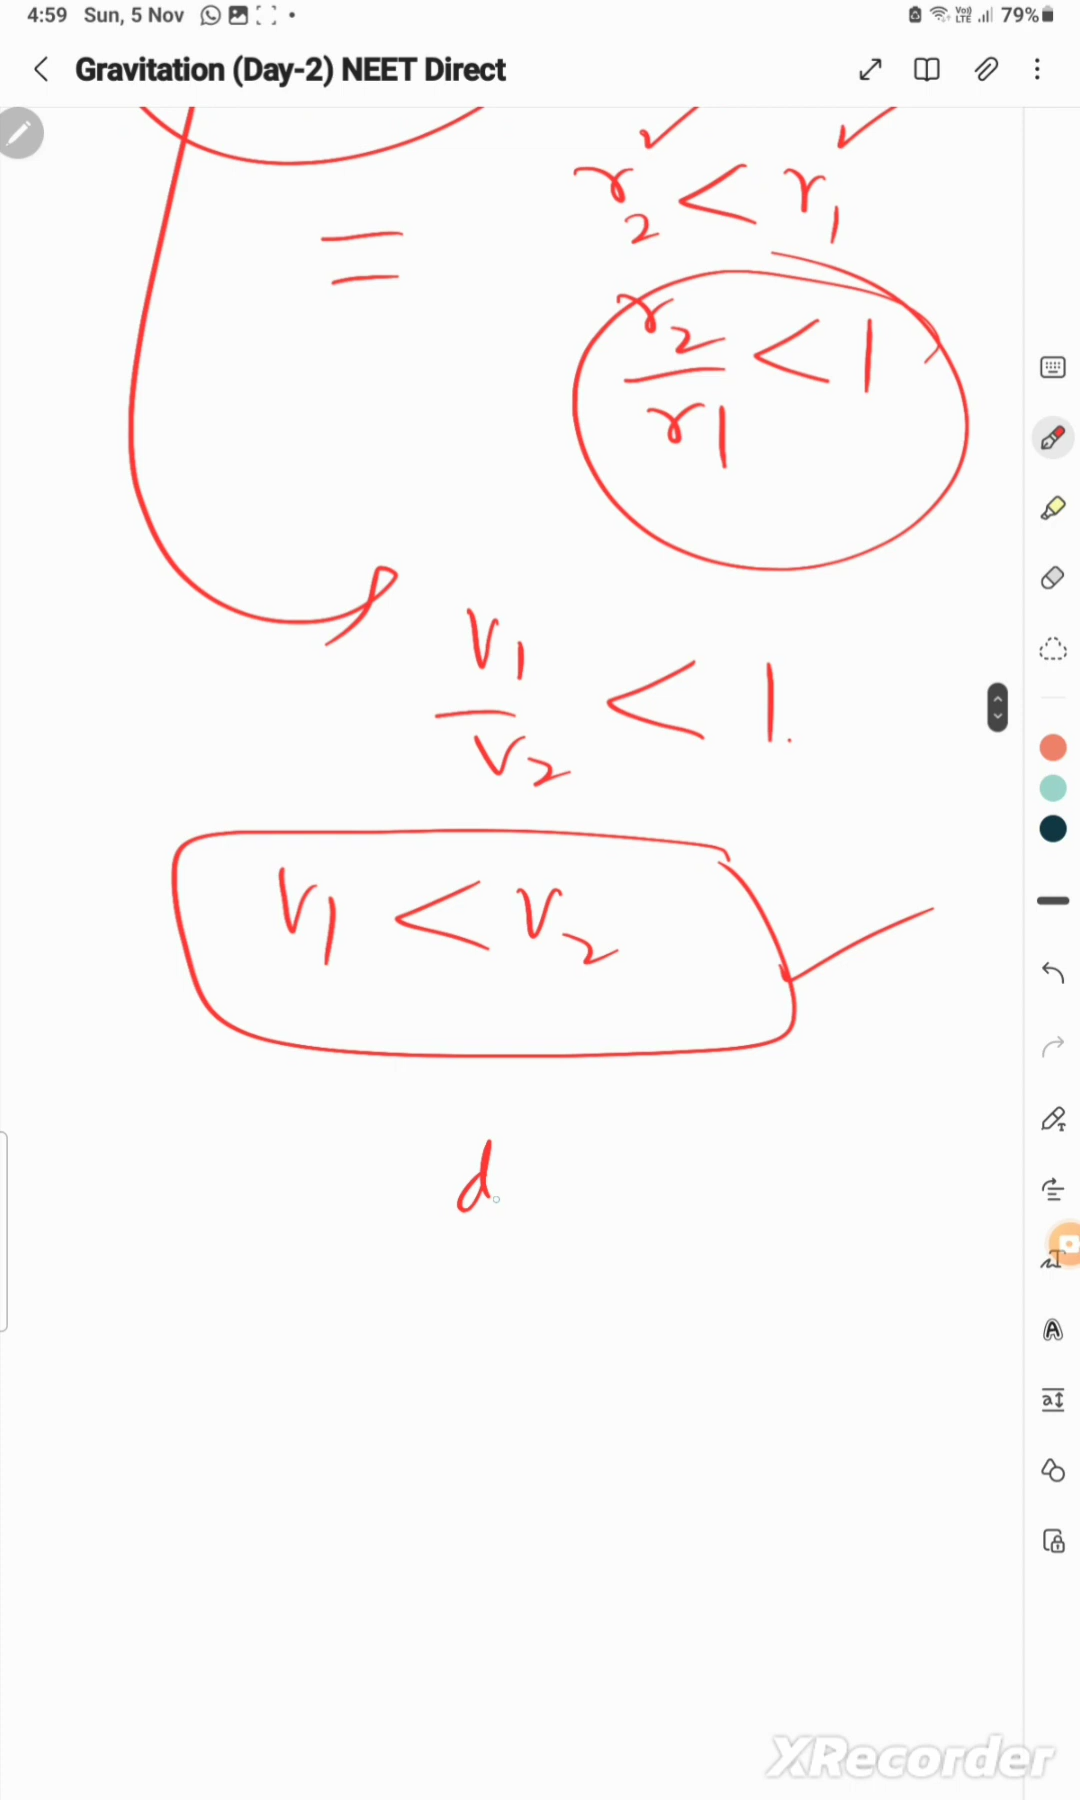 4:59 Sun, 5 Nov 79%
Gravitation (Day-2) NEET Direct
r2 < r1
=
r2/r1 < 1
V1/V2 < 1.
V1 < V2
d
XRecorder